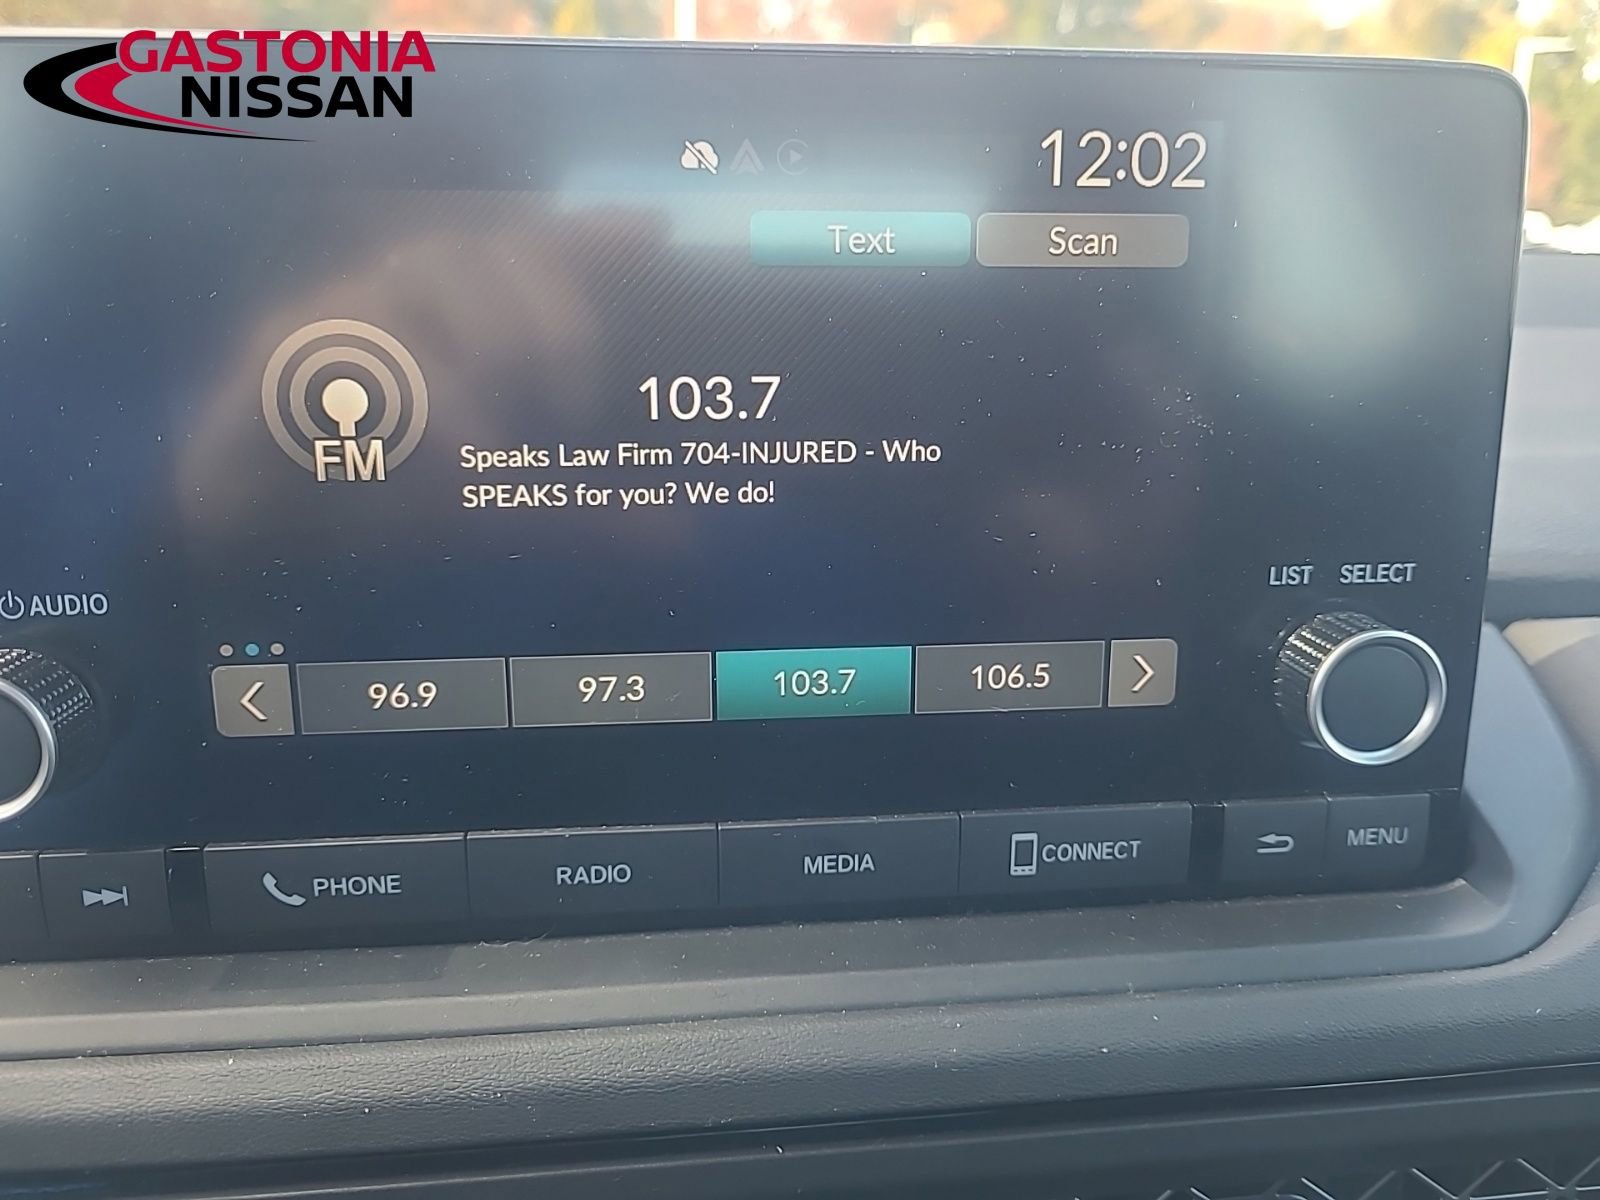 GASTONIA
NISSAN
12:02
Text
Scan
FM
103.7
Speaks Law Firm 704-INJURED - Who
SPEAKS for you? We do!
AUDIO
LIST SELECT
96.9
97.3
103.7
106.5
PHONE
RADIO
MEDIA
CONNECT
MENU